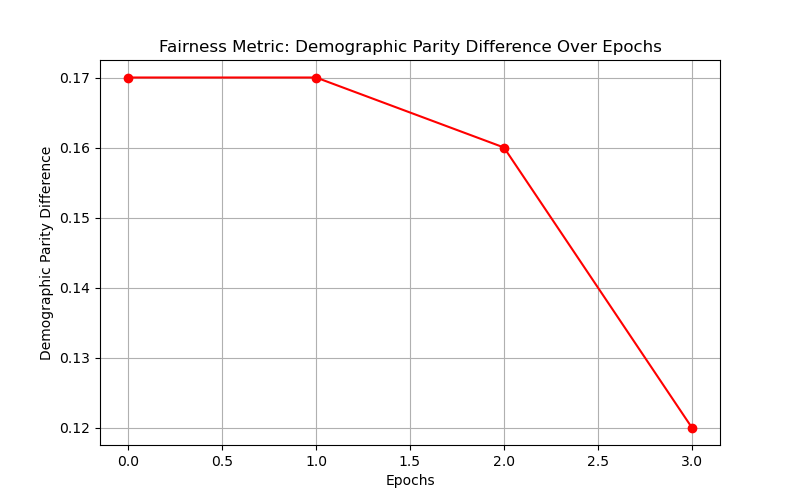 Fairness Metric: Demographic Parity Difference Over Epochs
Demographic Parity Difference
0.17
0.16
0.15
0.14
0.13
0.12
0.0 0.5 1.0 1.5 2.0 2.5 3.0
Epochs